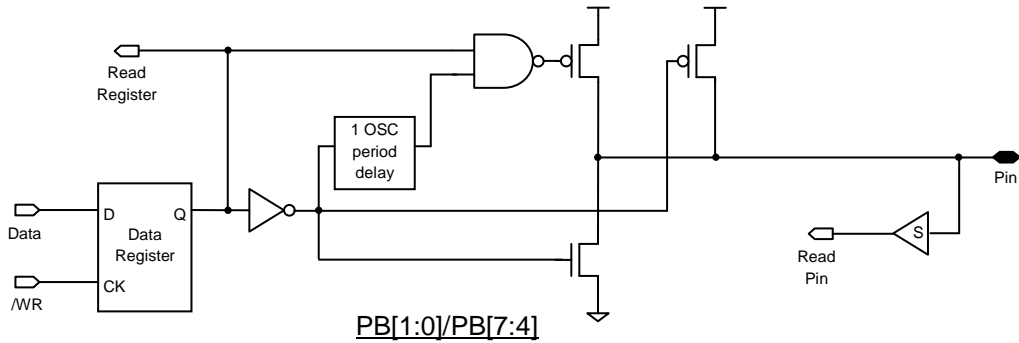 Read
Register
1 OSC
period
delay
Pin
D
Q
Data
Data
Register
S
Read
Pin
CK
/WR
PB[1:0]/PB[7:4]